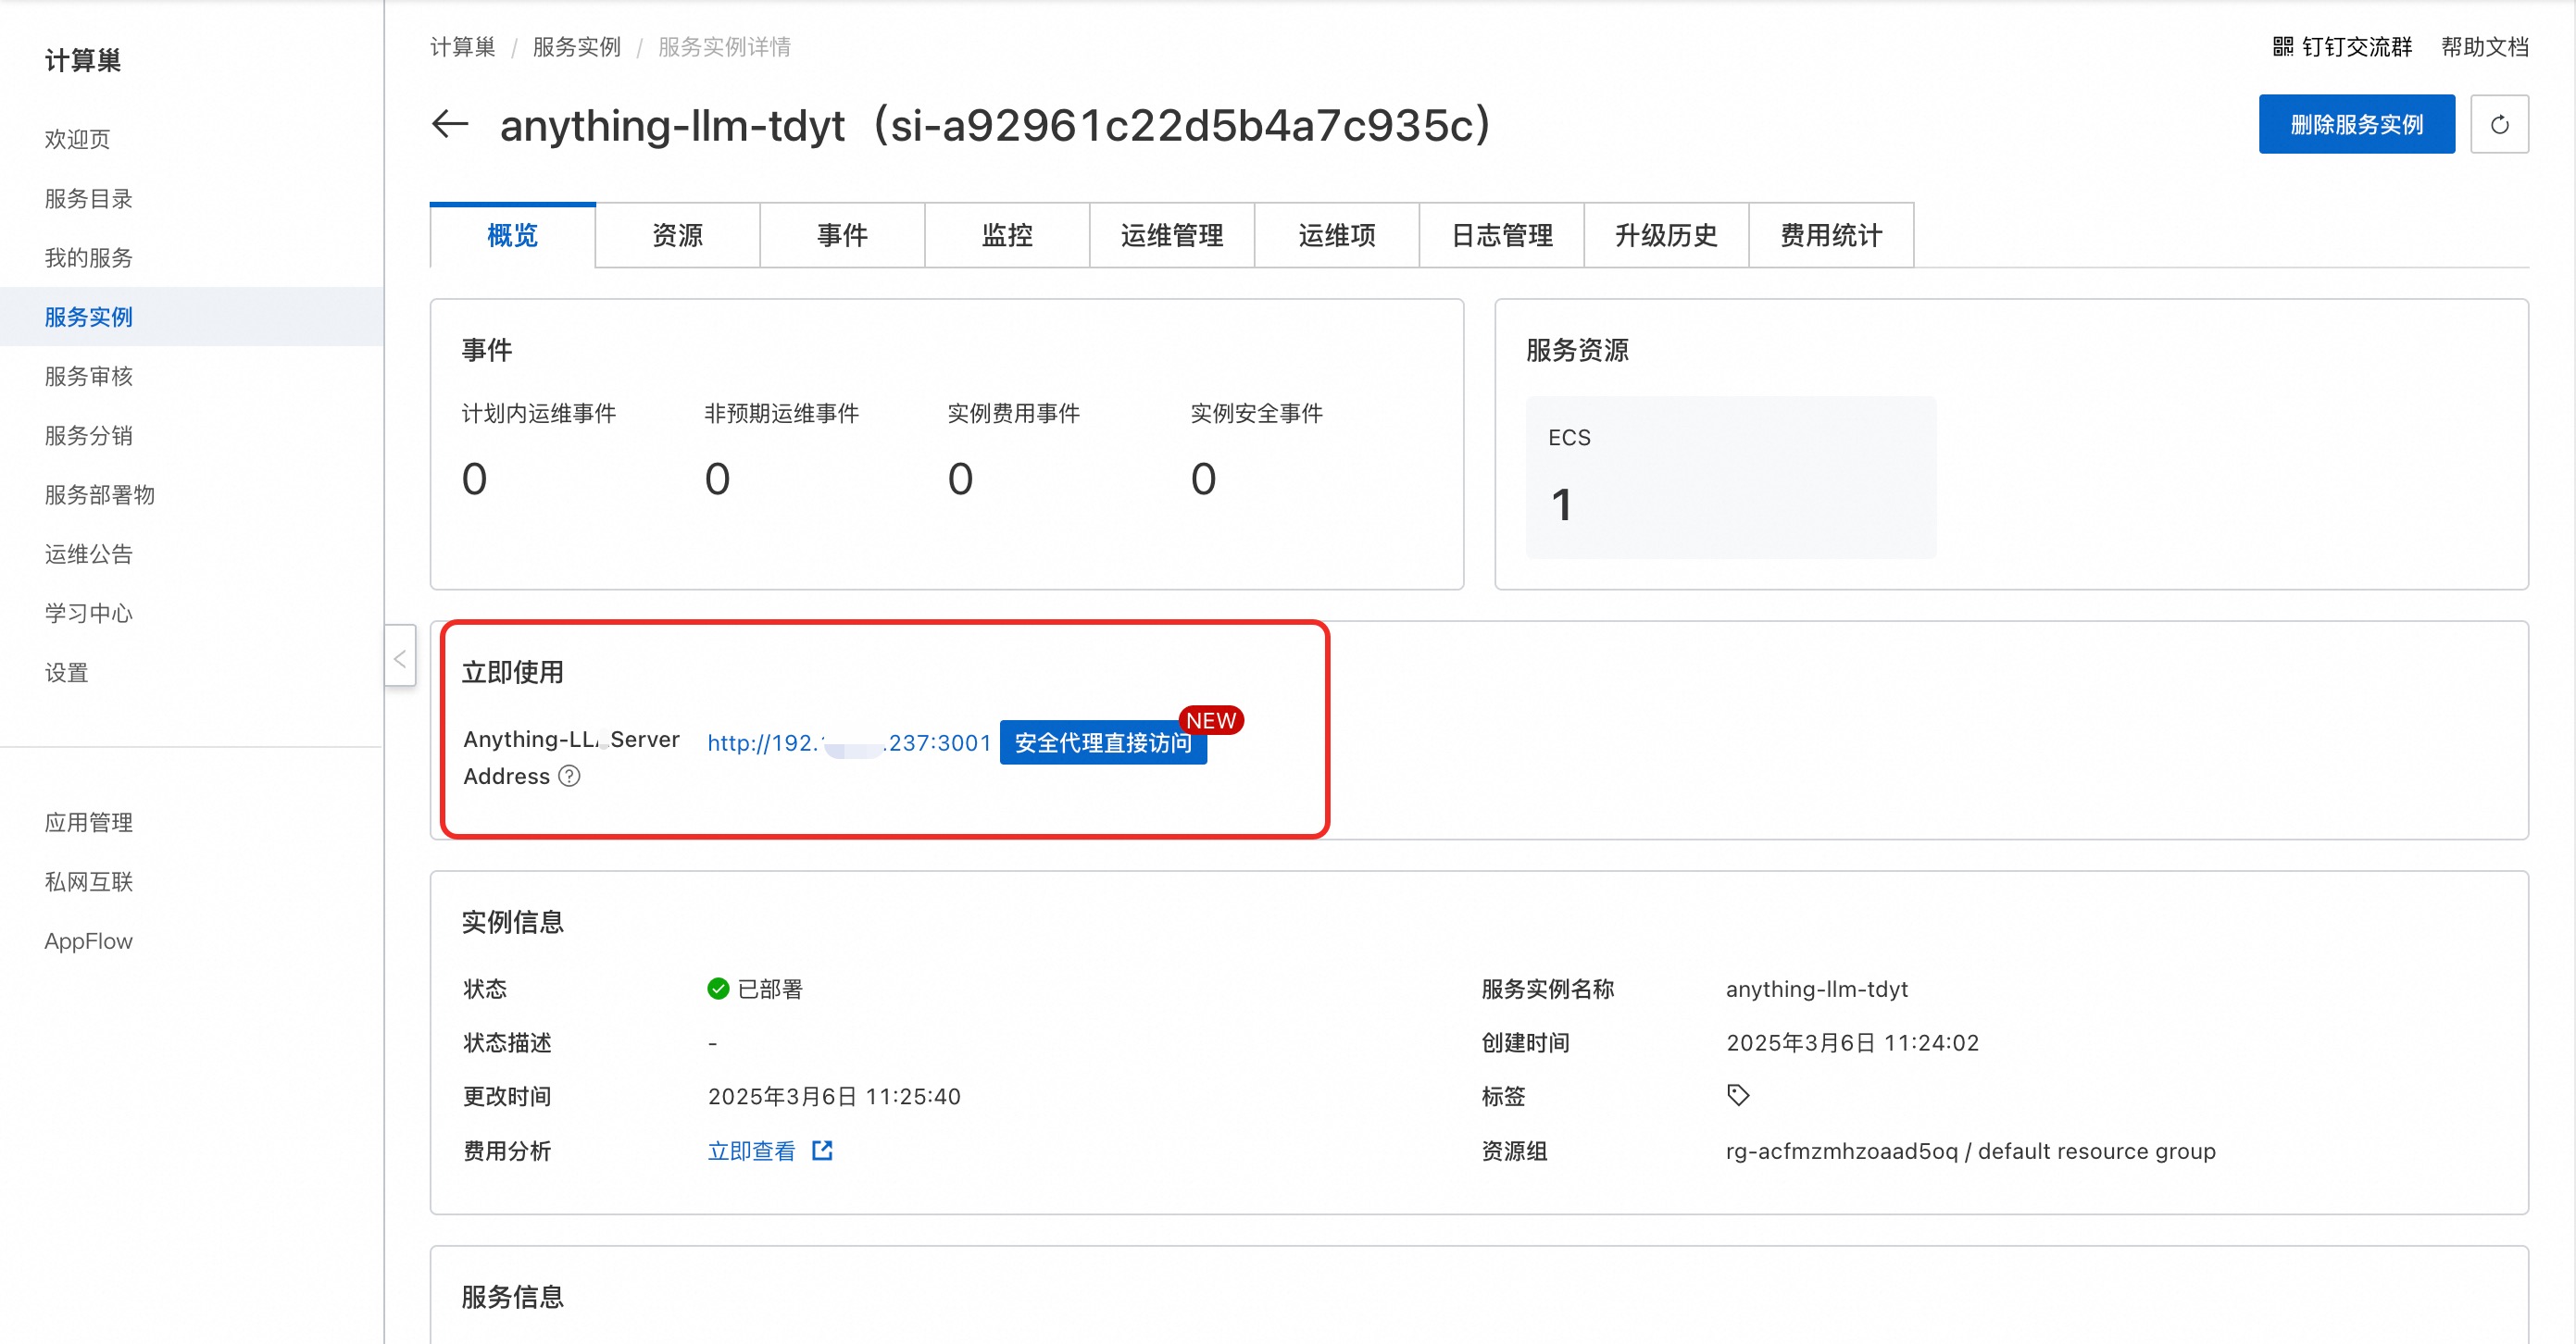 计算巢
欢迎页
服务目录
我的服务
服务实例
服务审核
服务分销
服务部署物
运维公告
学习中心
设置
应用管理
私网互联
AppFlow
计算巢 / 服务实例 / 服务实例详情
钉钉交流群 帮助文档
anything-llm-tdyt（si-a92961c22d5b4a7c935c）
删除服务实例
概览 资源 事件 监控 运维管理 运维项 日志管理 升级历史 费用统计
事件
计划内运维事件 非预期运维事件 实例费用事件 实例安全事件
0 0 0 0
服务资源
ECS
1
立即使用
NEW
Server http://192. .237:3001 安全代理直接访问
Address
实例信息
状态 已部署 服务实例名称 anything-llm-tdyt
状态描述 - 创建时间 2025年3月6日 11:24:02
更改时间 2025年3月6日 11:25:40 标签
费用分析 立即查看 资源组 rg-acfmzmhzoaad5oq / default resource group
服务信息